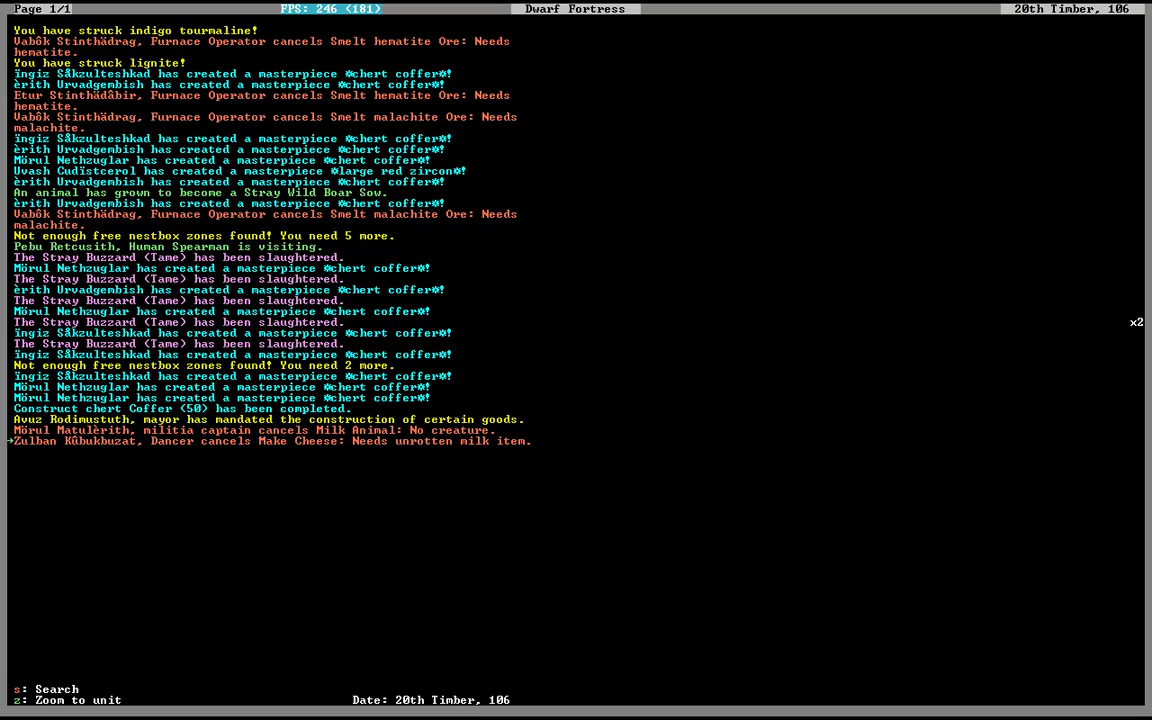 Page 1/1 FPS: 246 (181) Dwarf Fortress 20th Timber, 106
You have struck indigo tourmaline!
Vabôk Stinthädrag, Furnace Operator cancels Smelt hematite Ore: Needs
hematite.
You have struck lignite!
ïngiz Såkzulteshkad has created a masterpiece ☼chert coffer☼!
èrith Urvadgembish has created a masterpiece ☼chert coffer☼!
Etur Stinthädâbir, Furnace Operator cancels Smelt hematite Ore: Needs
hematite.
Vabôk Stinthädrag, Furnace Operator cancels Smelt malachite Ore: Needs
malachite.
ïngiz Såkzulteshkad has created a masterpiece ☼chert coffer☼!
èrith Urvadgembish has created a masterpiece ☼chert coffer☼!
Mörul Nethzuglar has created a masterpiece ☼chert coffer☼!
Uvash Cudïstcerol has created a masterpiece ☼large red zircon☼!
èrith Urvadgembish has created a masterpiece ☼chert coffer☼!
An animal has grown to become a Stray Wild Boar Sow.
èrith Urvadgembish has created a masterpiece ☼chert coffer☼!
Vabôk Stinthädrag, Furnace Operator cancels Smelt malachite Ore: Needs
malachite.
Not enough free nestbox zones found! You need 5 more.
Pebu Retcusith, Human Spearman is visiting.
The Stray Buzzard (Tame) has been slaughtered.
Mörul Nethzuglar has created a masterpiece ☼chert coffer☼!
The Stray Buzzard (Tame) has been slaughtered.
èrith Urvadgembish has created a masterpiece ☼chert coffer☼!
The Stray Buzzard (Tame) has been slaughtered.
Mörul Nethzuglar has created a masterpiece ☼chert coffer☼!
The Stray Buzzard (Tame) has been slaughtered. x2
ïngiz Såkzulteshkad has created a masterpiece ☼chert coffer☼!
The Stray Buzzard (Tame) has been slaughtered.
ïngiz Såkzulteshkad has created a masterpiece ☼chert coffer☼!
Not enough free nestbox zones found! You need 2 more.
ïngiz Såkzulteshkad has created a masterpiece ☼chert coffer☼!
Mörul Nethzuglar has created a masterpiece ☼chert coffer☼!
Mörul Nethzuglar has created a masterpiece ☼chert coffer☼!
Construct chert Coffer (50) has been completed.
Avuz Rodimustuth, mayor has mandated the construction of certain goods.
Mörul Matulèrith, militia captain cancels Milk Animal: No creature.
→Zulban Kûbukbuzat, Dancer cancels Make Cheese: Needs unrotten milk item.
s: Search
z: Zoom to unit Date: 20th Timber, 106